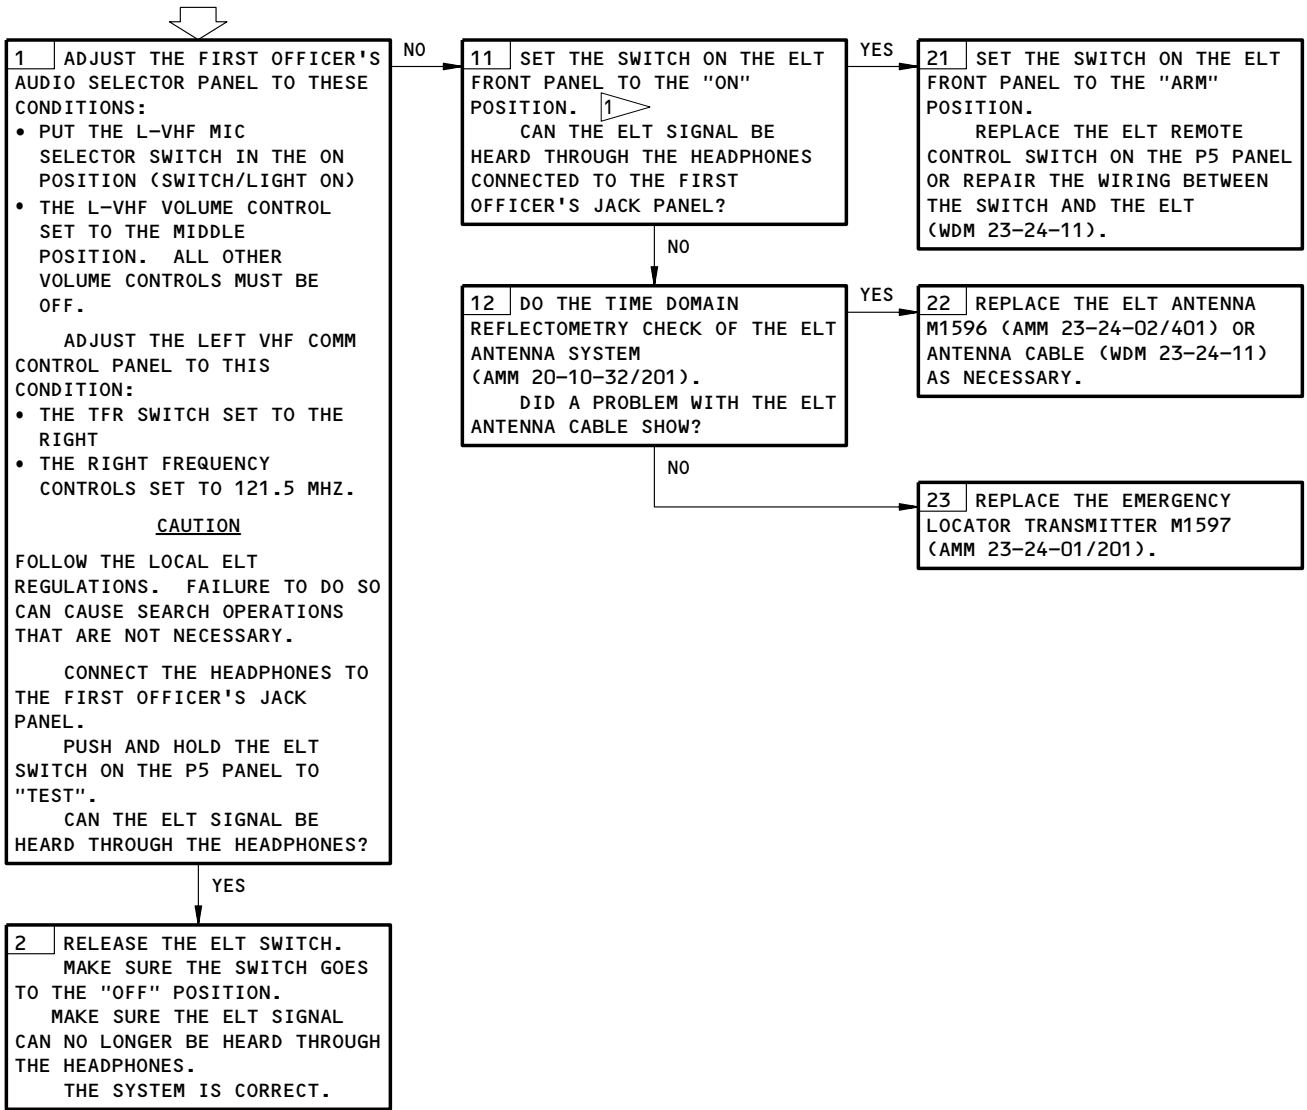 1 ADJUST THE FIRST OFFICER'S
AUDIO SELECTOR PANEL TO THESE
CONDITIONS:
• PUT THE L-VHF MIC
SELECTOR SWITCH IN THE ON
POSITION (SWITCH/LIGHT ON)
• THE L-VHF VOLUME CONTROL
SET TO THE MIDDLE
POSITION. ALL OTHER
VOLUME CONTROLS MUST BE
OFF.
ADJUST THE LEFT VHF COMM
CONTROL PANEL TO THIS
CONDITION:
• THE TFR SWITCH SET TO THE
RIGHT
• THE RIGHT FREQUENCY
CONTROLS SET TO 121.5 MHZ.
CAUTION
FOLLOW THE LOCAL ELT
REGULATIONS. FAILURE TO DO SO
CAN CAUSE SEARCH OPERATIONS
THAT ARE NOT NECESSARY.
CONNECT THE HEADPHONES TO
THE FIRST OFFICER'S JACK
PANEL.
PUSH AND HOLD THE ELT
SWITCH ON THE P5 PANEL TO
"TEST".
CAN THE ELT SIGNAL BE
HEARD THROUGH THE HEADPHONES?
YES
2 RELEASE THE ELT SWITCH.
MAKE SURE THE SWITCH GOES
TO THE "OFF" POSITION.
MAKE SURE THE ELT SIGNAL
CAN NO LONGER BE HEARD THROUGH
THE HEADPHONES.
THE SYSTEM IS CORRECT.
NO
11 SET THE SWITCH ON THE ELT
FRONT PANEL TO THE "ON"
POSITION. 1
CAN THE ELT SIGNAL BE
HEARD THROUGH THE HEADPHONES
CONNECTED TO THE FIRST
OFFICER'S JACK PANEL?
NO
12 DO THE TIME DOMAIN
REFLECTOMETRY CHECK OF THE ELT
ANTENNA SYSTEM
(AMM 20-10-32/201).
DID A PROBLEM WITH THE ELT
ANTENNA CABLE SHOW?
NO
YES
21 SET THE SWITCH ON THE ELT
FRONT PANEL TO THE "ARM"
POSITION.
REPLACE THE ELT REMOTE
CONTROL SWITCH ON THE P5 PANEL
OR REPAIR THE WIRING BETWEEN
THE SWITCH AND THE ELT
(WDM 23-24-11).
YES
22 REPLACE THE ELT ANTENNA
M1596 (AMM 23-24-02/401) OR
ANTENNA CABLE (WDM 23-24-11)
AS NECESSARY.
23 REPLACE THE EMERGENCY
LOCATOR TRANSMITTER M1597
(AMM 23-24-01/201).